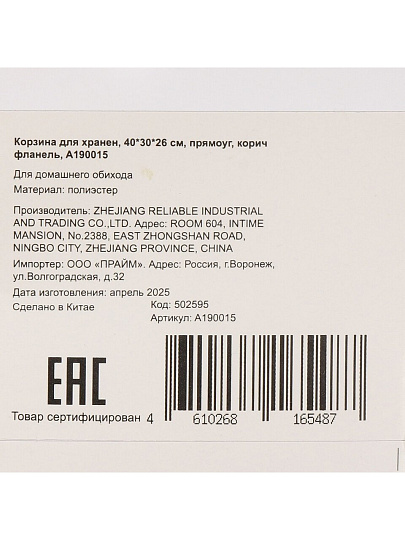 Корзина для хранен, 40*30*26 см, прямоуг, корич
фланель, А190015
Для домашнего обихода
Материал: полиэстер
Производитель: ZHEJIANG RELIABLE INDUSTRIAL
AND TRADING CO.,LTD. Адрес: ROOM 604, INTIME
MANSION, No.2388, EAST ZHONGSHAN ROAD,
NINGBO CITY, ZHEJIANG PROVINCE, CHINA
Импортер: ООО «ПРАЙМ». Адрес: Россия, г.Воронеж,
ул.Волгоградская, д.32
Дата изготовления: апрель 2025
Сделано в Китае
Код: 502595
Артикул: А190015
EAC
Товар сертифицирован
4 610268 165487